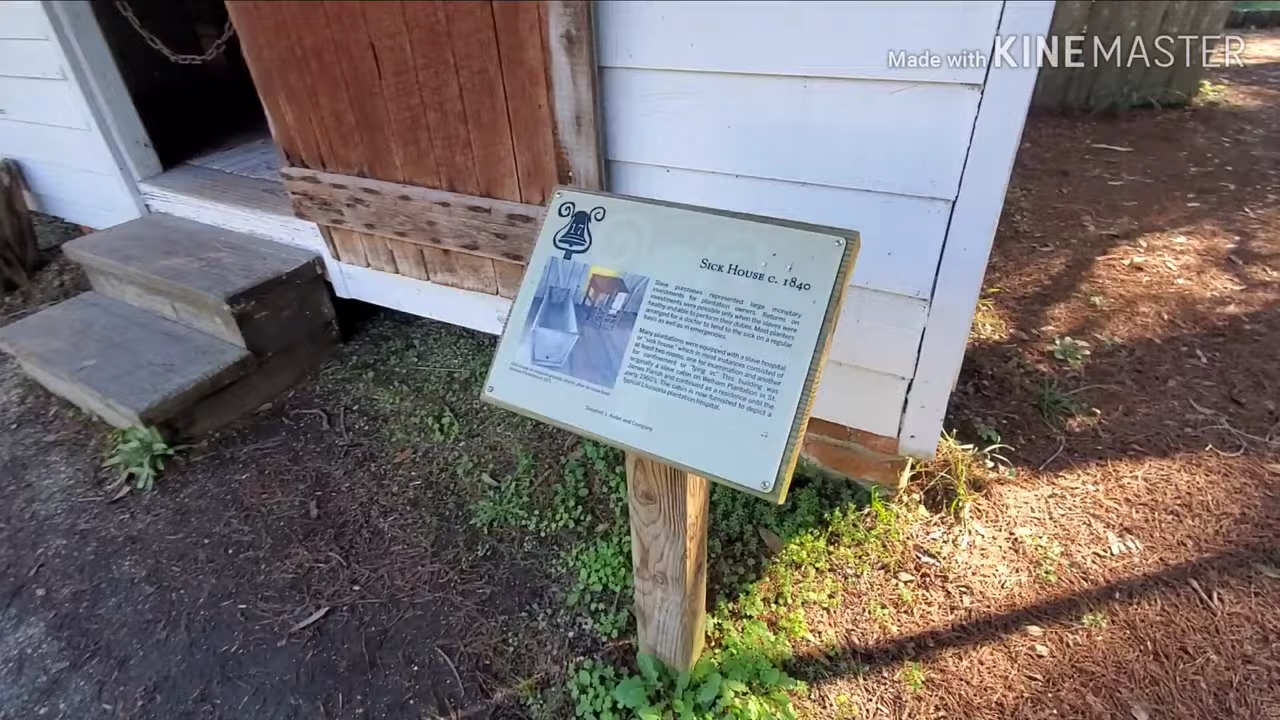 Made with KINEMASTER
17
SICK HOUSE C. 1840
Slave purchases represented large monetary
investments for plantation owners. Returns on
investments were possible only when the slaves were
healthy and able to perform their duties. Most planters
arranged for a doctor to tend to the sick on a regular
basis as well as in emergencies.
Many plantations were equipped with a slave hospital
or "sick house," which in most instances consisted of
at least two rooms, one for examination and another
for confinement or "lying in." This building was
originally a slave cabin on Welham Plantation in St.
James Parish and continued as a residence until the
early 1960's. The cabin is now furnished to depict a
typical Louisiana plantation hospital.
and Company